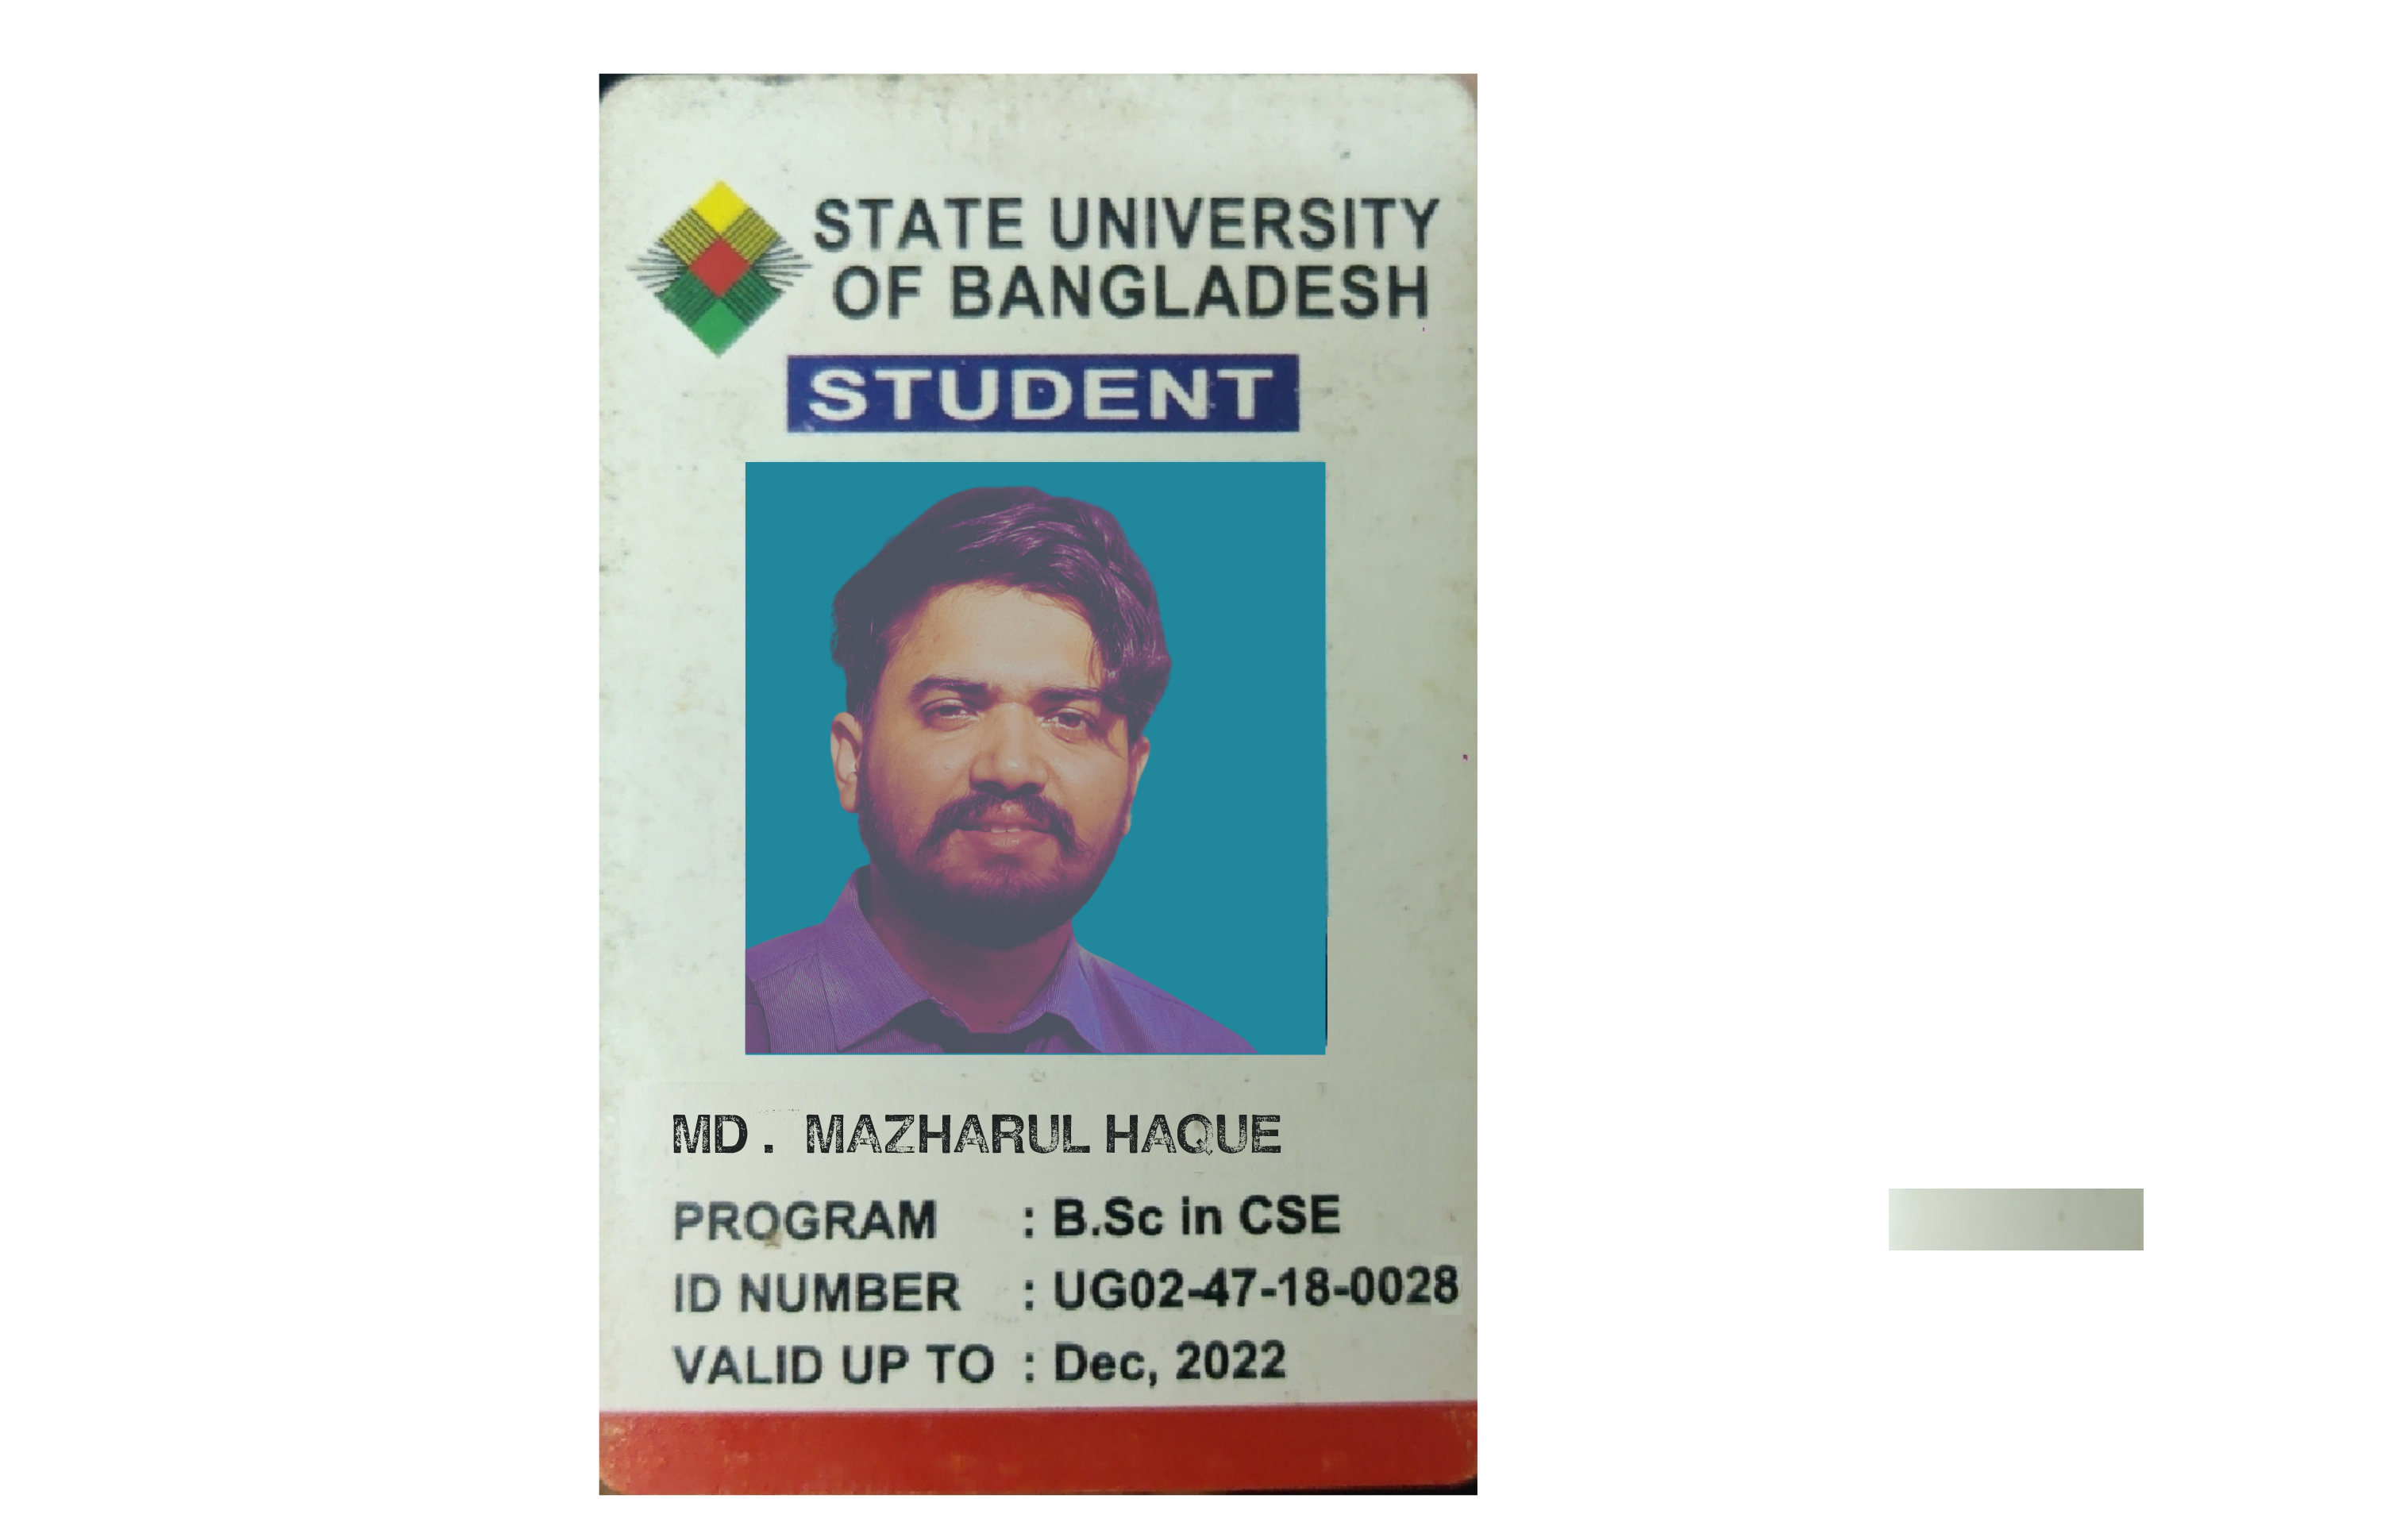 STATE UNIVERSITY
OF BANGLADESH
STUDENT
MD . MAZHARUL HAQUE
PROGRAM : B.Sc in CSE
ID NUMBER : UG02-47-18-0028
VALID UP TO : Dec, 2022